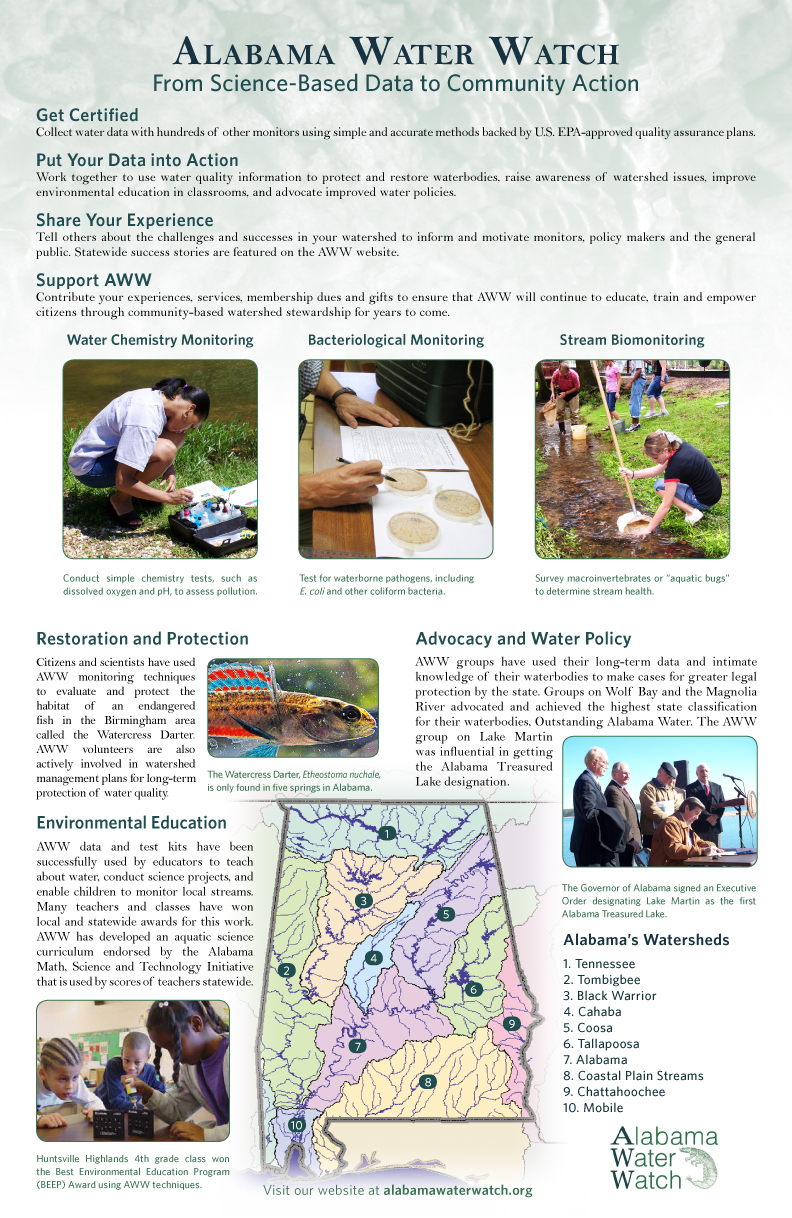 Alabama Water Watch
From Science-Based Data to Community Action
Get Certified
Collect water data with hundreds of other monitors using simple and accurate methods backed by U.S. EPA-approved quality assurance plans.
Put Your Data into Action
Work together to use water quality information to protect and restore waterbodies, raise awareness of watershed issues, improve
environmental education in classrooms, and advocate improved water policies.
Share Your Experience
Tell others about the challenges and successes in your watershed to inform and motivate monitors, policy makers and the general
public. Statewide success stories are featured on the AWW website.
Support AWW
Contribute your experiences, services, membership dues and gifts to ensure that AWW will continue to educate, train and empower
citizens through community-based watershed stewardship for years to come.
Water Chemistry Monitoring
Bacteriological Monitoring
Stream Biomonitoring
Conduct simple chemistry tests, such as
dissolved oxygen and pH, to assess pollution.
Test for waterborne pathogens, including
E. coli and other coliform bacteria.
Survey macroinvertebrates or "aquatic bugs"
to determine stream health.
Restoration and Protection
Citizens and scientists have used
AWW monitoring techniques
to evaluate and protect the
habitat of an endangered
fish in the Birmingham area
called the Watercress Darter.
AWW volunteers are also
actively involved in watershed
management plans for long-term
protection of water quality.
The Watercress Darter, Etheostoma nuchale,
is only found in five springs in Alabama.
Advocacy and Water Policy
AWW groups have used their long-term data and intimate
knowledge of their waterbodies to make cases for greater legal
protection by the state. Groups on Wolf Bay and the Magnolia
River advocated and achieved the highest state classification
for their waterbodies, Outstanding Alabama Water. The AWW
group on Lake Martin
was influential in getting
the Alabama Treasured
Lake designation.
The Governor of Alabama signed an Executive
Order designating Lake Martin as the first
Alabama Treasured Lake.
Environmental Education
AWW data and test kits have been
successfully used by educators to teach
about water, conduct science projects, and
enable children to monitor local streams.
Many teachers and classes have won
local and statewide awards for this work.
AWW has developed an aquatic science
curriculum endorsed by the Alabama
Math, Science and Technology Initiative
that is used by scores of teachers statewide.
Huntsville Highlands 4th grade class won
the Best Environmental Education Program
(BEEP) Award using AWW techniques.
1
3
5
4
2
6
9
7
8
10
Alabama's Watersheds
1. Tennessee
2. Tombigbee
3. Black Warrior
4. Cahaba
5. Coosa
6. Tallapoosa
7. Alabama
8. Coastal Plain Streams
9. Chattahoochee
10. Mobile
Alabama
Water
Watch
Visit our website at alabamawaterwatch.org